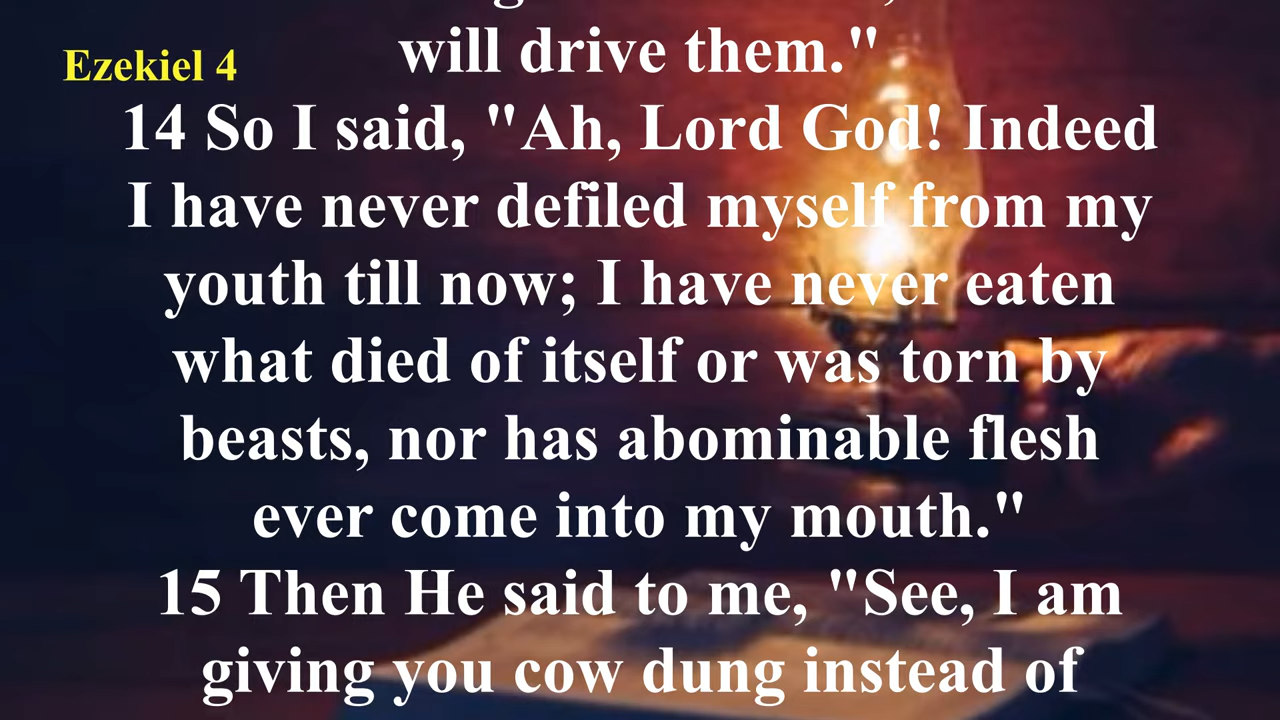 will drive them."
Ezekiel 4
14 So I said, "Ah, Lord God! Indeed
I have never defiled myself from my
youth till now; I have never eaten
what died of itself or was torn by
beasts, nor has abominable flesh
ever come into my mouth."
15 Then He said to me, "See, I am
giving you cow dung instead of